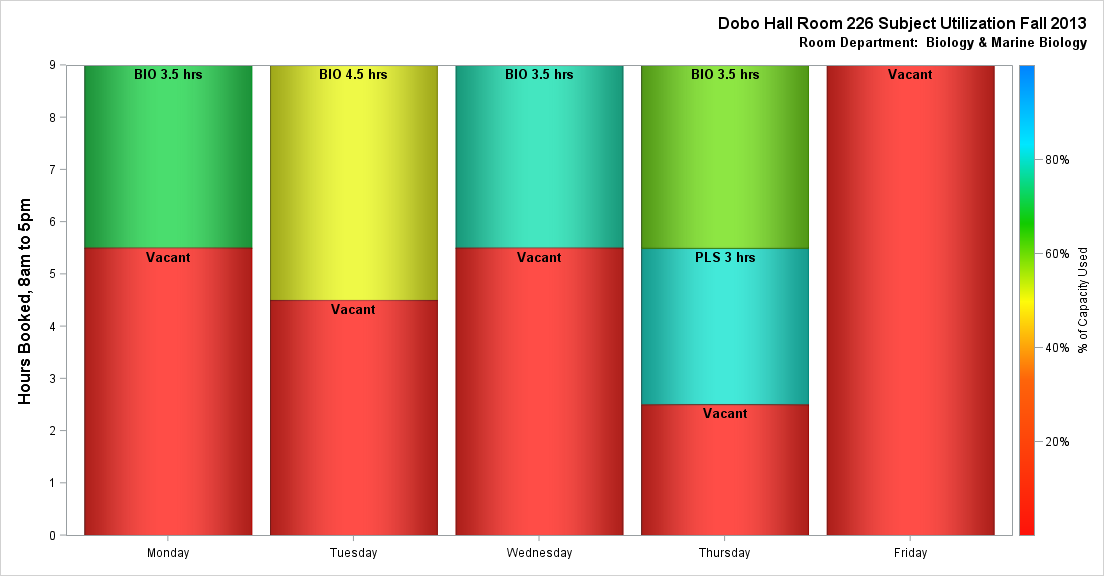 Dobo Hall Room 226 Subject Utilization Fall 2013
Room Department:  Biology & Marine Biology
Hours Booked, 8am to 5pm
9
8
7
6
5
4
3
2
1
0
BIO 3.5 hrs
Vacant
BIO 4.5 hrs
Vacant
BIO 3.5 hrs
Vacant
BIO 3.5 hrs
PLS 3 hrs
Vacant
Vacant
Monday
Tuesday
Wednesday
Thursday
Friday
80%
60%
40%
20%
% of Capacity Used